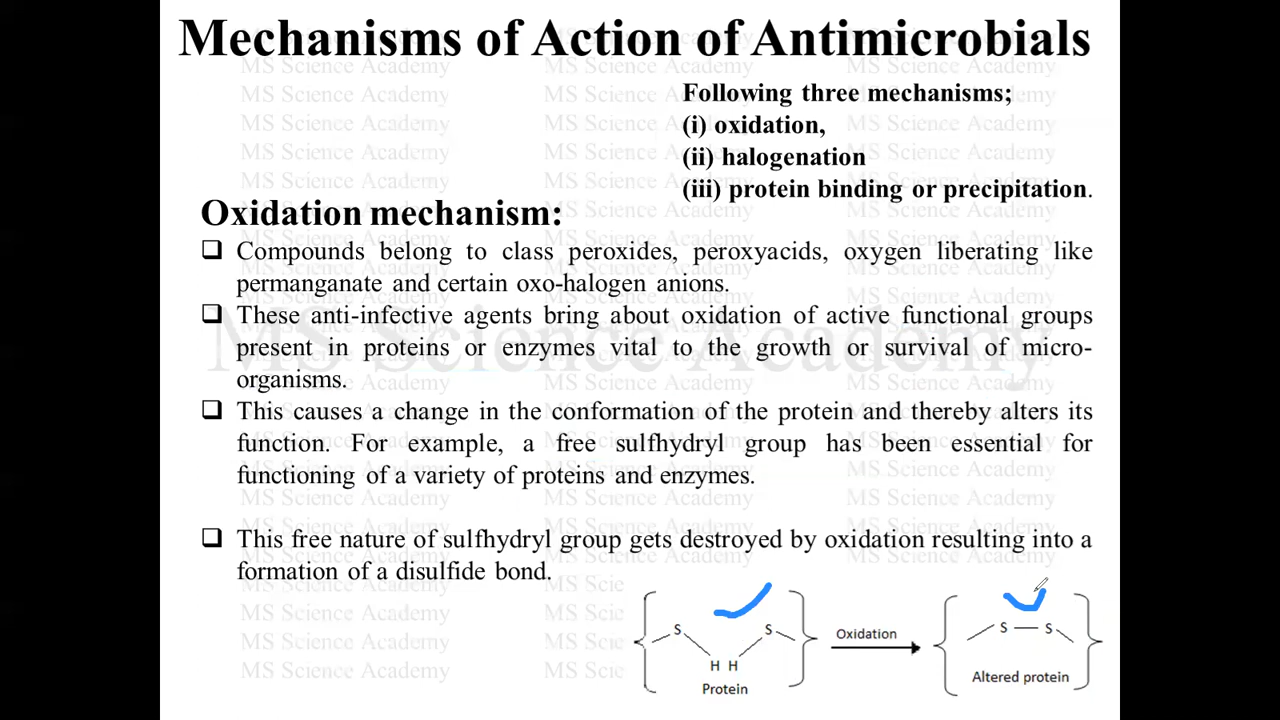 Mechanisms of Action of Antimicrobials
Following three mechanisms;
(i) oxidation,
(ii) halogenation
(iii) protein binding or precipitation.
Oxidation mechanism:
Compounds belong to class peroxides, peroxyacids, oxygen liberating like
permanganate and certain oxo-halogen anions.
These anti-infective agents bring about oxidation of active functional groups
present in proteins or enzymes vital to the growth or survival of micro-
organisms.
This causes a change in the conformation of the protein and thereby alters its
function. For example, a free sulfhydryl group has been essential for
functioning of a variety of proteins and enzymes.
This free nature of sulfhydryl group gets destroyed by oxidation resulting into a
formation of a disulfide bond.
S S
H H
Protein
Oxidation
S S
Altered protein
MS Science Academy